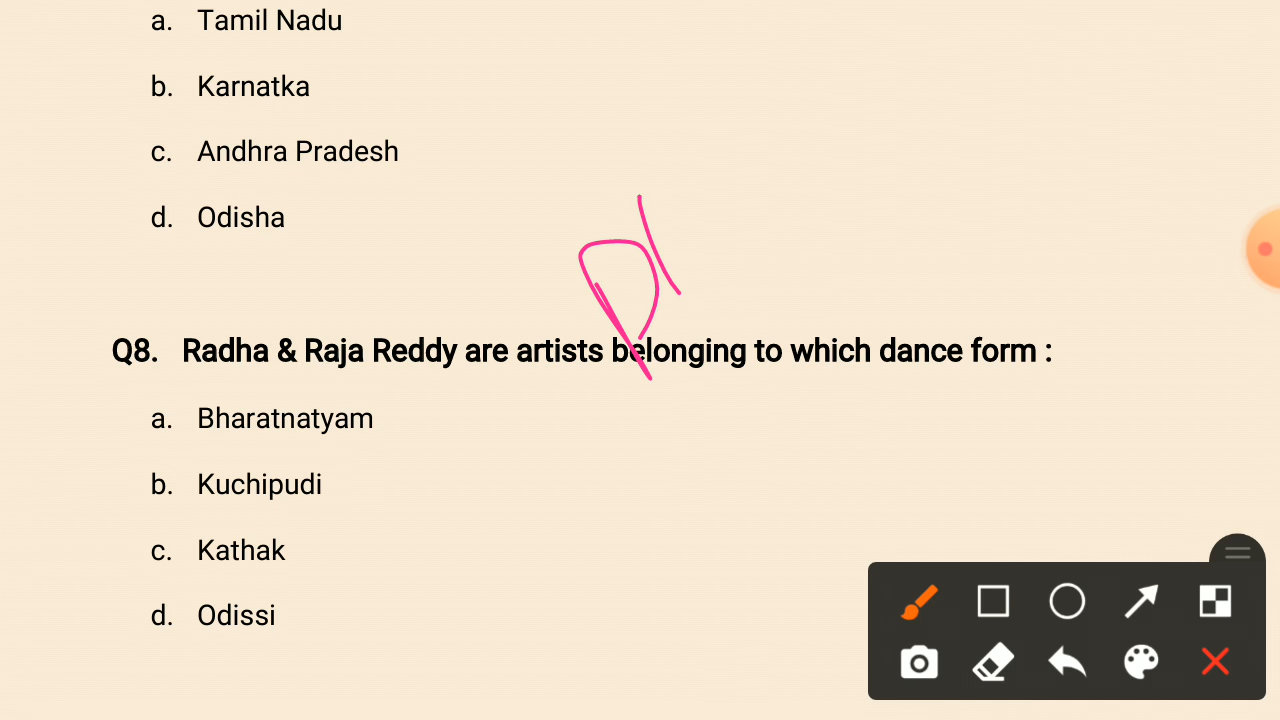 a. Tamil Nadu
b. Karnatka
c. Andhra Pradesh
d. Odisha
Q8. Radha & Raja Reddy are artists belonging to which dance form :
a. Bharatnatyam
b. Kuchipudi
c. Kathak
d. Odissi